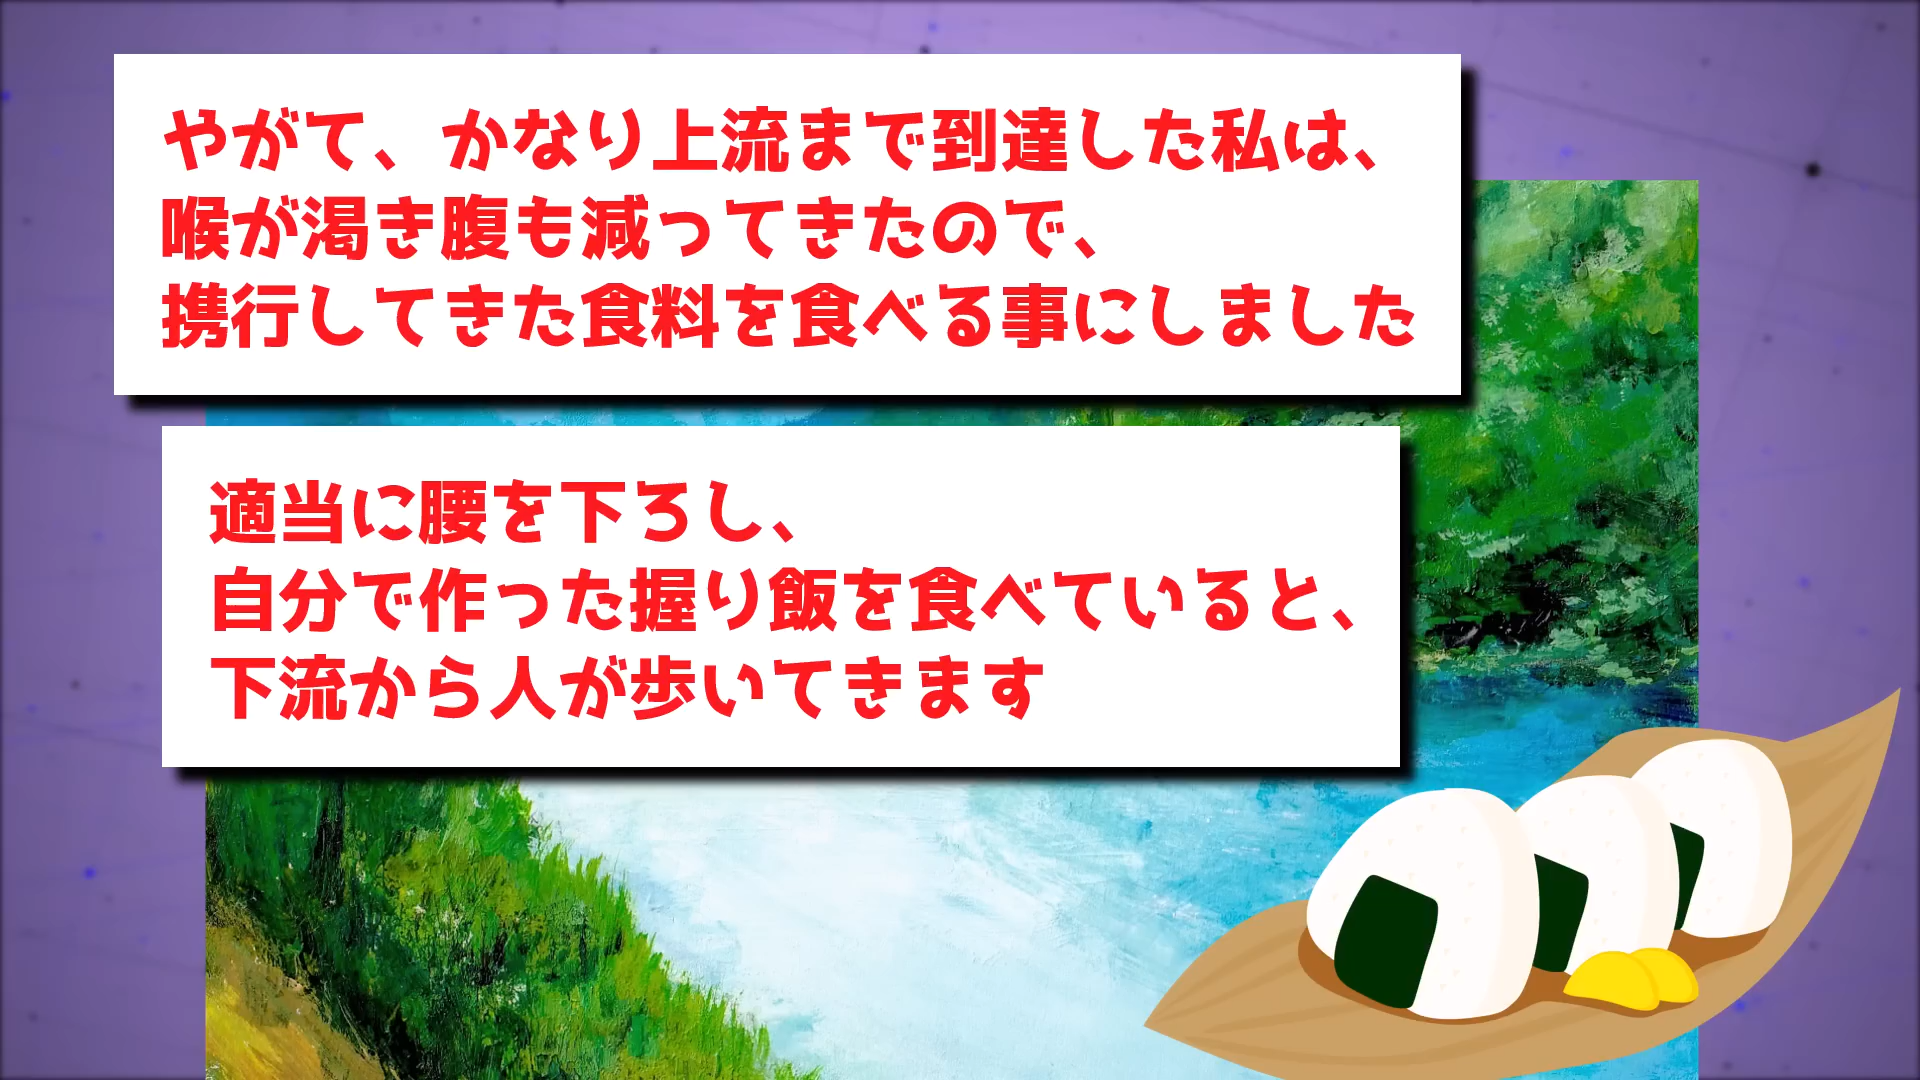 やがて、かなり上流まで到達した私は、
喉が渇き腹も減ってきたので、
携行してきた食料を食べる事にしました
適当に腰を下ろし、
自分で作った握り飯を食べていると、
下流から人が歩いてきます